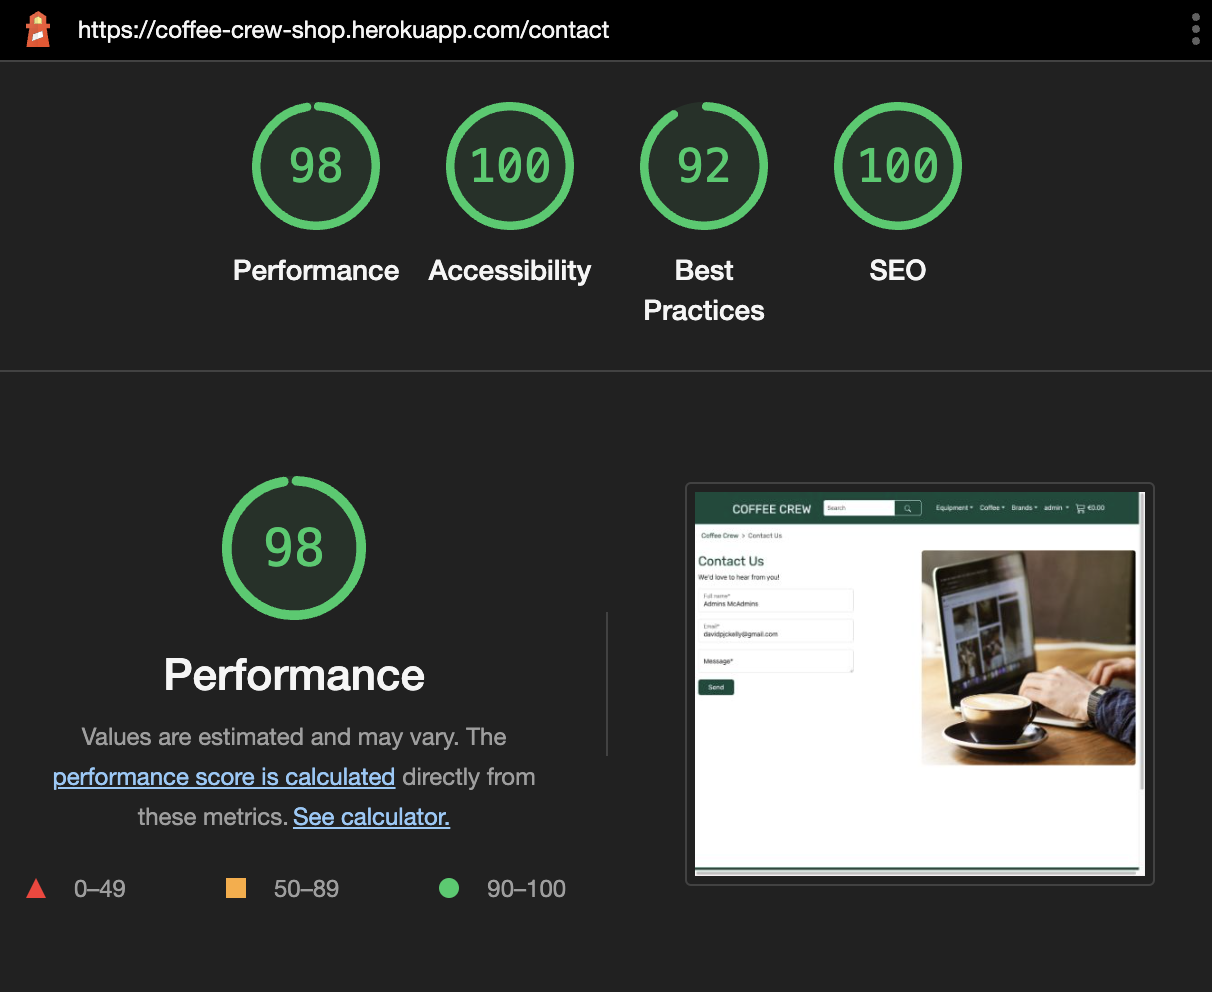 https://coffee-crew-shop.herokuapp.com/contact
98
100
92
100
Performance
Accessibility
Best
Practices
SEO
98
Performance
Values are estimated and may vary. The
performance score is calculated directly from
these metrics. See calculator.
0–49
50–89
90–100
COFFEE CREW
Search
Equipment
Coffee
Brands
admin
€0.00
Coffee Crew > Contact Us
Contact Us
We'd love to hear from you!
Full name*
Admins McAdmins
Email*
davidpjckelly@gmail.com
Message*
Send